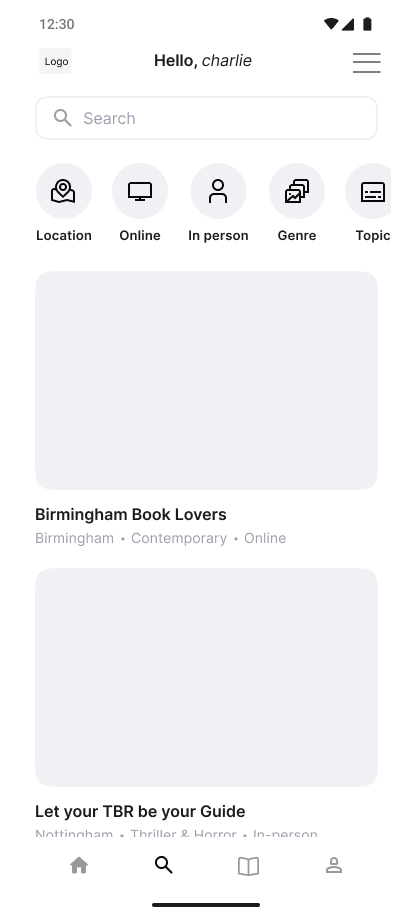 12:30
Logo
Hello, charlie
Search
Location Online In person Genre Topic
Birmingham Book Lovers
Birmingham • Contemporary • Online
Let your TBR be your Guide
Nottingham • Thriller & Horror • In-person